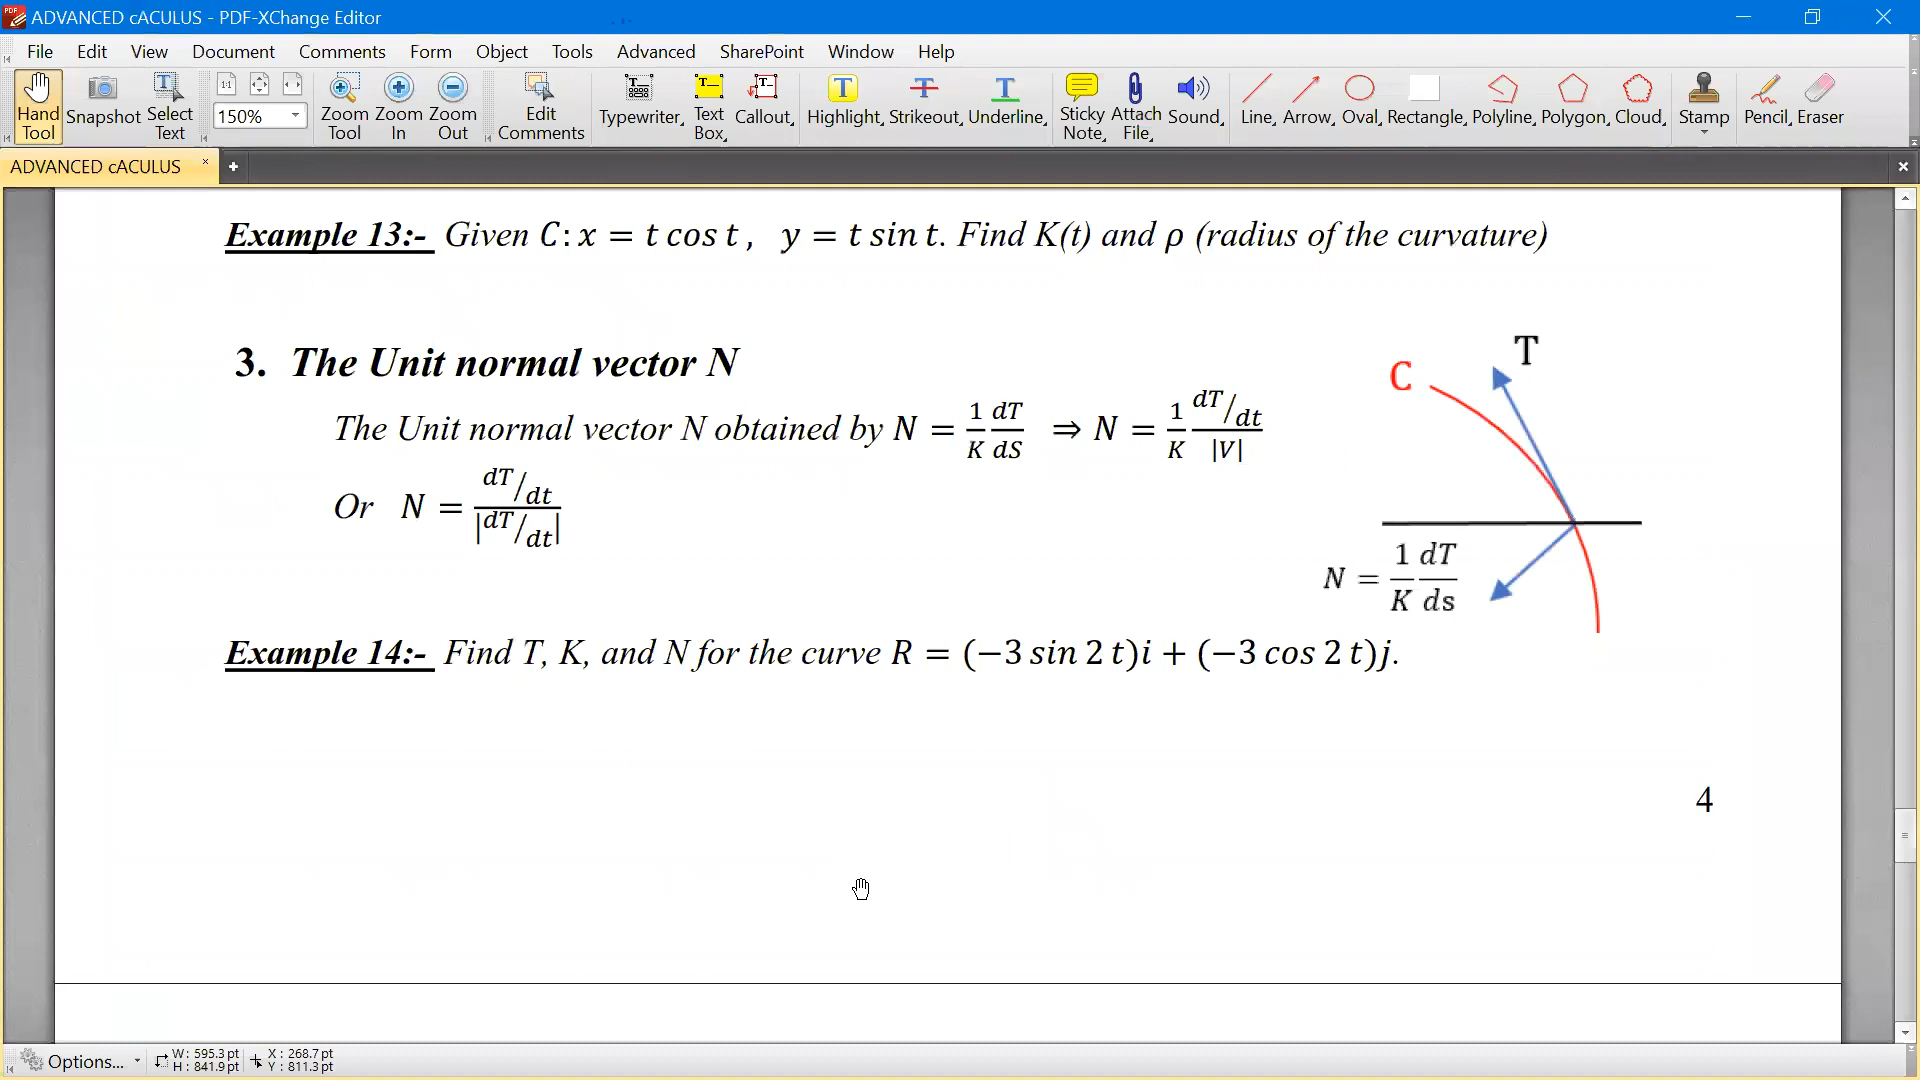 ADVANCED cACULUS - PDF-XChange Editor
File Edit View Document Comments Form Object Tools Advanced SharePoint Window Help
Hand Tool Snapshot Select Text 1:1 150% Zoom Tool Zoom In Zoom Out Edit Comments Typewriter Text Box Callout Highlight Strikeout Underline Sticky Note Attach File Sound Line Arrow Oval Rectangle Polyline Polygon Cloud Stamp Pencil Eraser
ADVANCED cACULUS
Example 13:- Given C: x = t cos t , y = t sin t. Find K(t) and ρ (radius of the curvature)
3. The Unit normal vector N
The Unit normal vector N obtained by N = 1/K dT/dS ⇒ N = 1/K (dT/dt)/|V|
Or N = (dT/dt)/|dT/dt|
C
T
N = 1/K dT/ds
Example 14:- Find T, K, and N for the curve R = (−3 sin 2 t)i + (−3 cos 2 t)j.
4
Options... W: 595.3 pt X: 268.7 pt
H: 841.9 pt Y: 811.3 pt